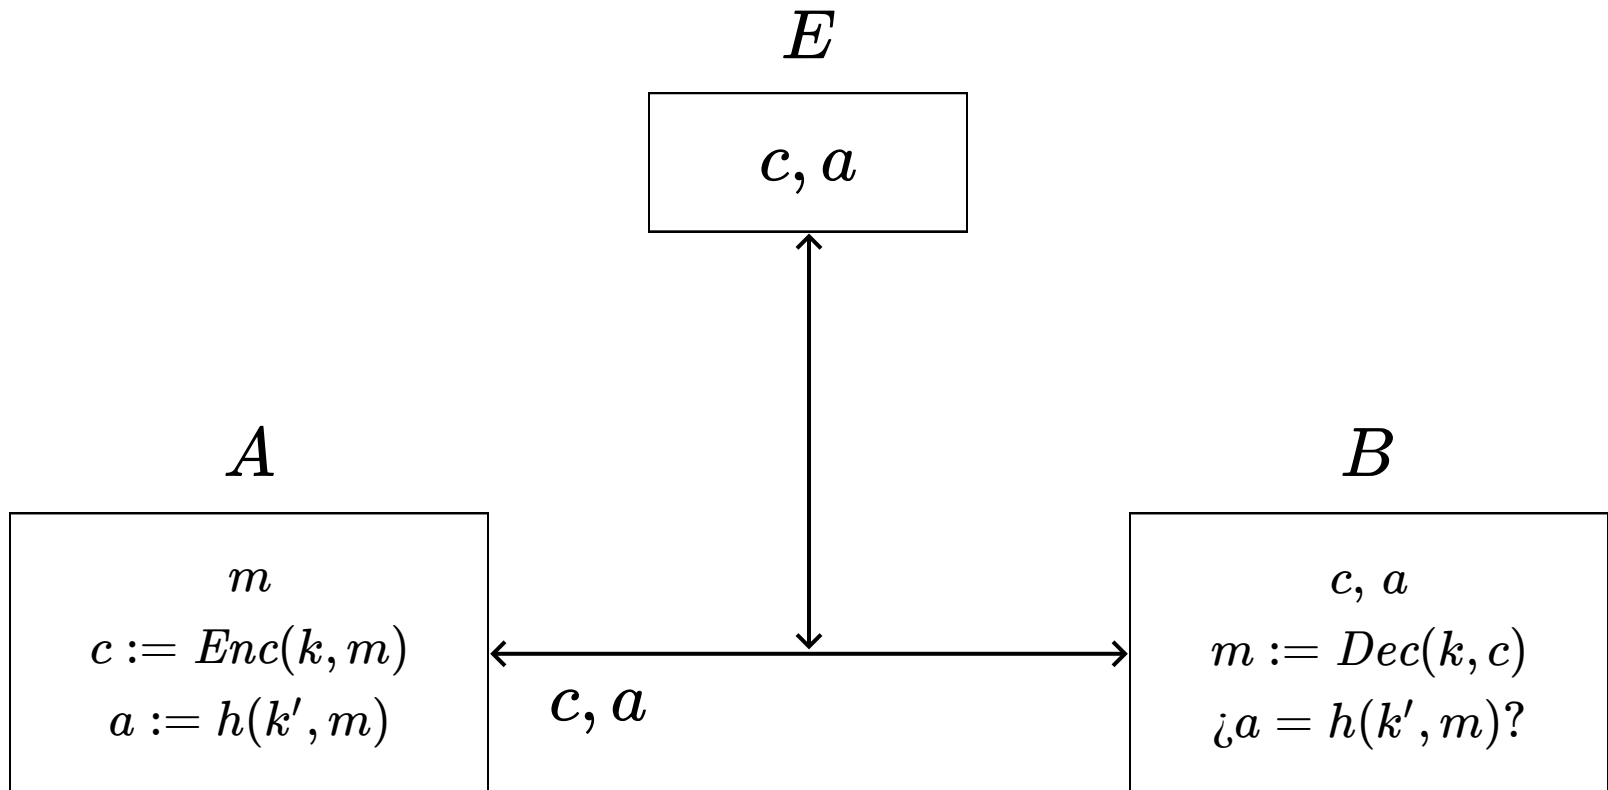 E
c, a
A
m
c := Enc(k, m)
a := h(k′, m)
c, a
B
c, a
m := Dec(k, c)
¿a = h(k′, m)?